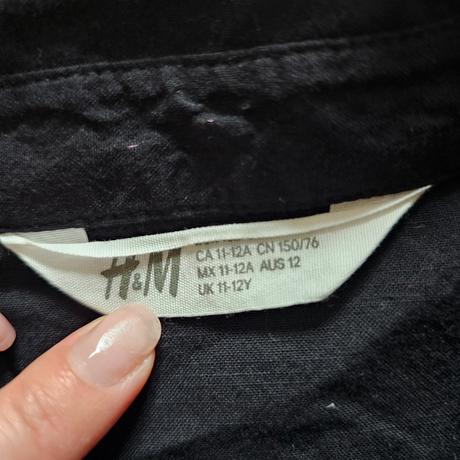 H&M
CA 11-12A CN 150/76
MX 11-12A AUS 12
UK 11-12Y